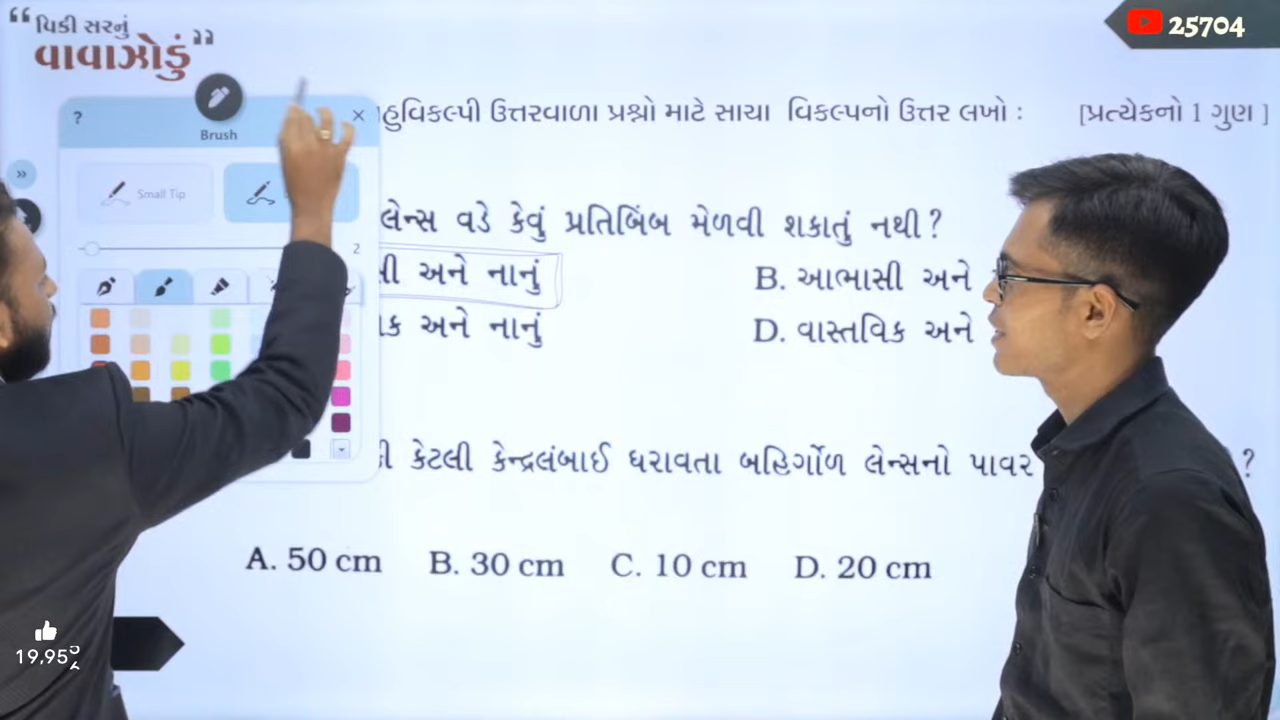 “વિકી સરનું
વાવાઝોડું”
25704
?
Brush
×
હુવિકલ્પી ઉત્તરવાળા પ્રશ્નો માટે સાચા વિકલ્પનો ઉત્તર લખો : [પ્રત્યેકનો 1 ગુણ ]
»
Small Tip
લેન્સ વડે કેવું પ્રતિબિંબ મેળવી શકાતું નથી?
2
અને નાનું
B. આભાસી અને
અને નાનું
D. વાસ્તવિક અને
કેટલી કેન્દ્રલંબાઈ ધરાવતા બહિર્ગોળ લેન્સનો પાવર ?
A. 50 cm B. 30 cm C. 10 cm D. 20 cm